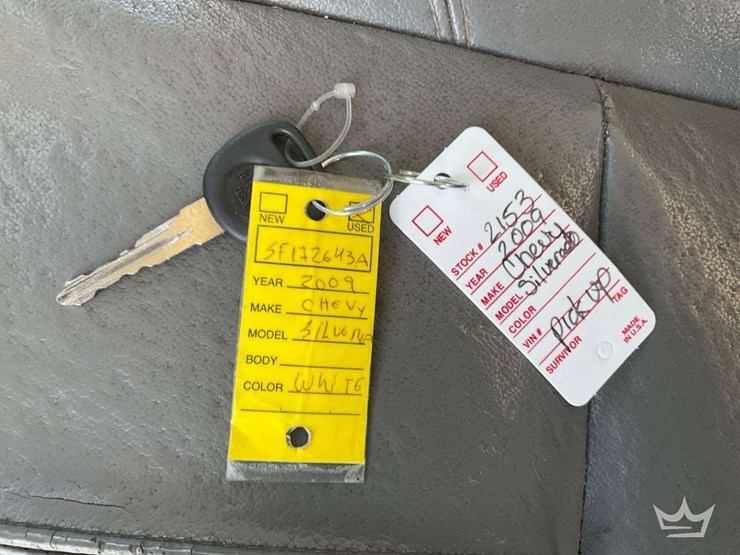 NEW
USED
SF172643A
YEAR 2009
MAKE CHEVY
MODEL SILVERA
BODY
COLOR WHITE
USED
NEW
STOCK # 2153
YEAR 2009
MAKE Chevy
MODEL Silverado
COLOR
VIN # Pick up
SURVIVOR TAG
MADE
IN U.S.A.